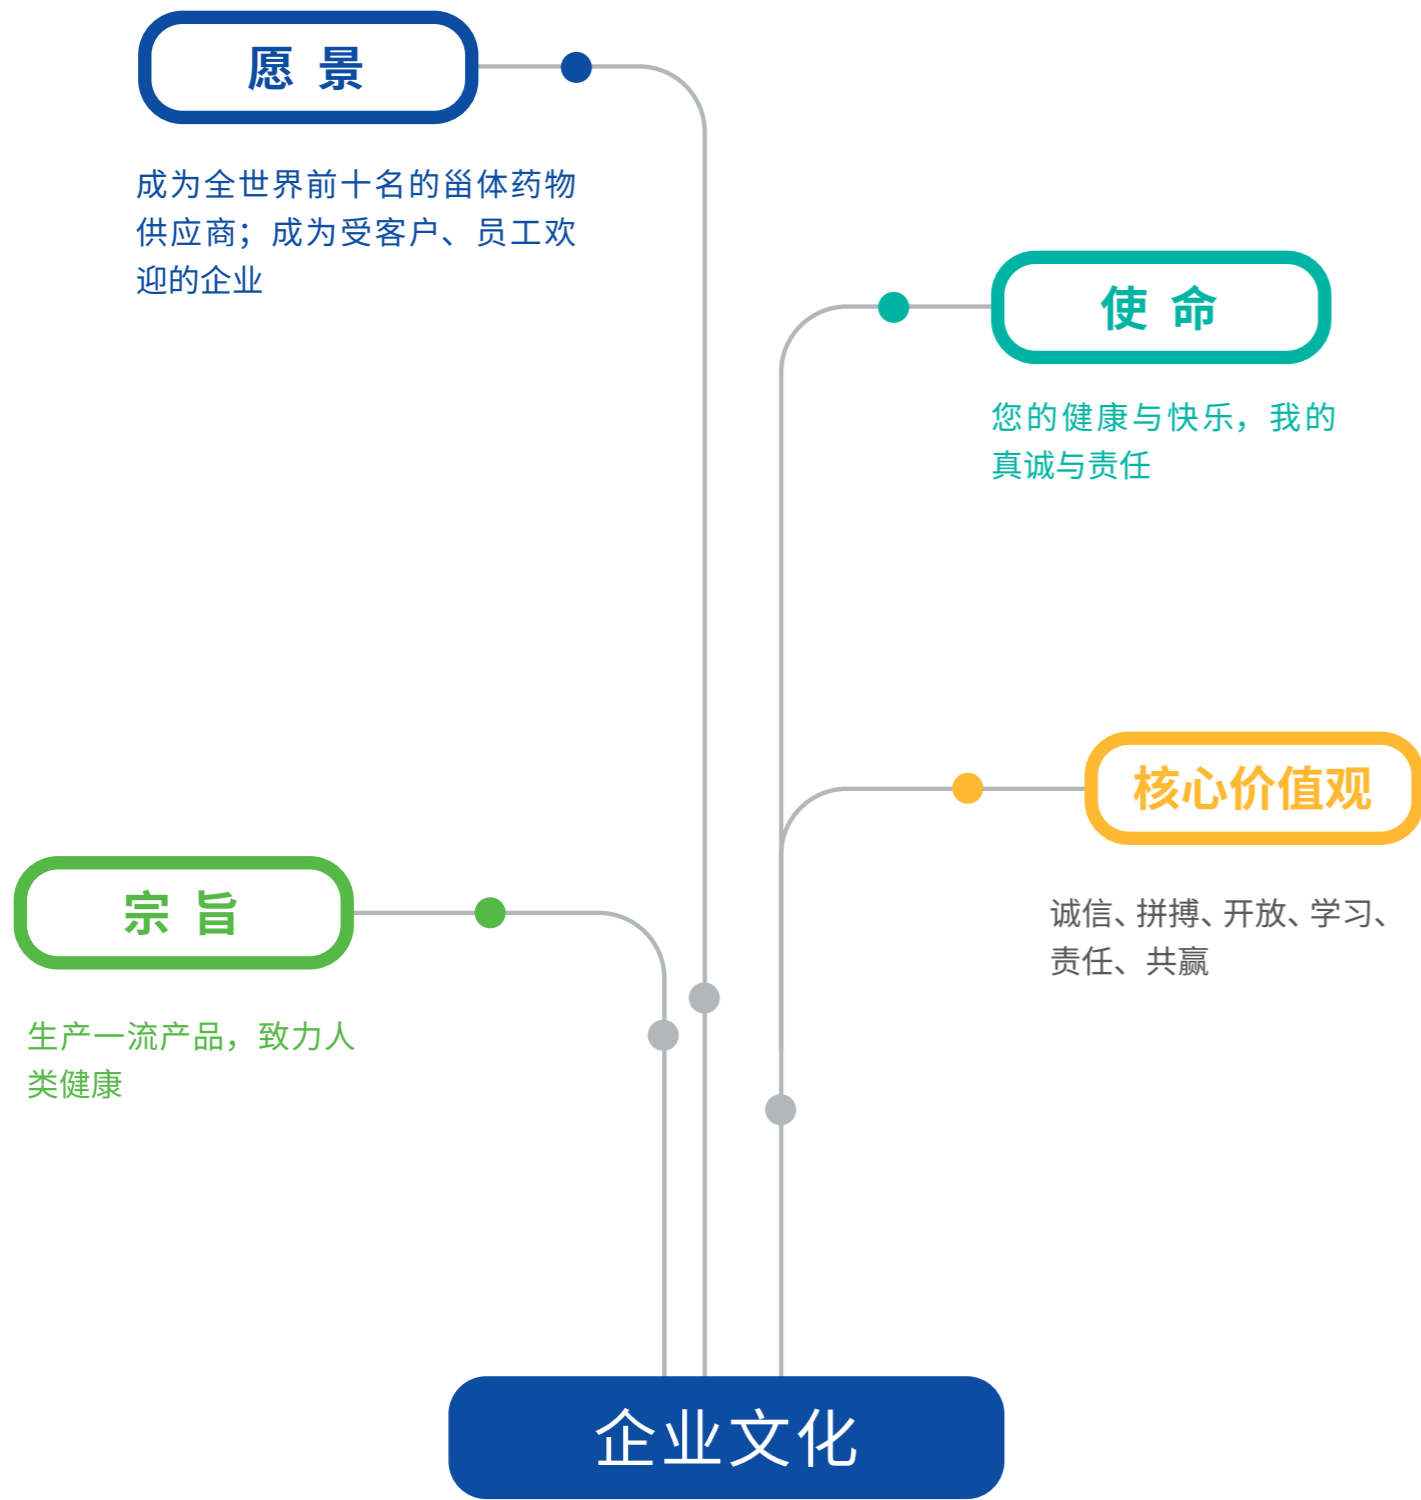 愿 景
成为全世界前十名的甾体药物
供应商；成为受客户、员工欢
迎的企业
使 命
您的健康与快乐，我的
真诚与责任
核心价值观
诚信、拼搏、开放、学习、
责任、共赢
宗 旨
生产一流产品，致力人
类健康
企业文化